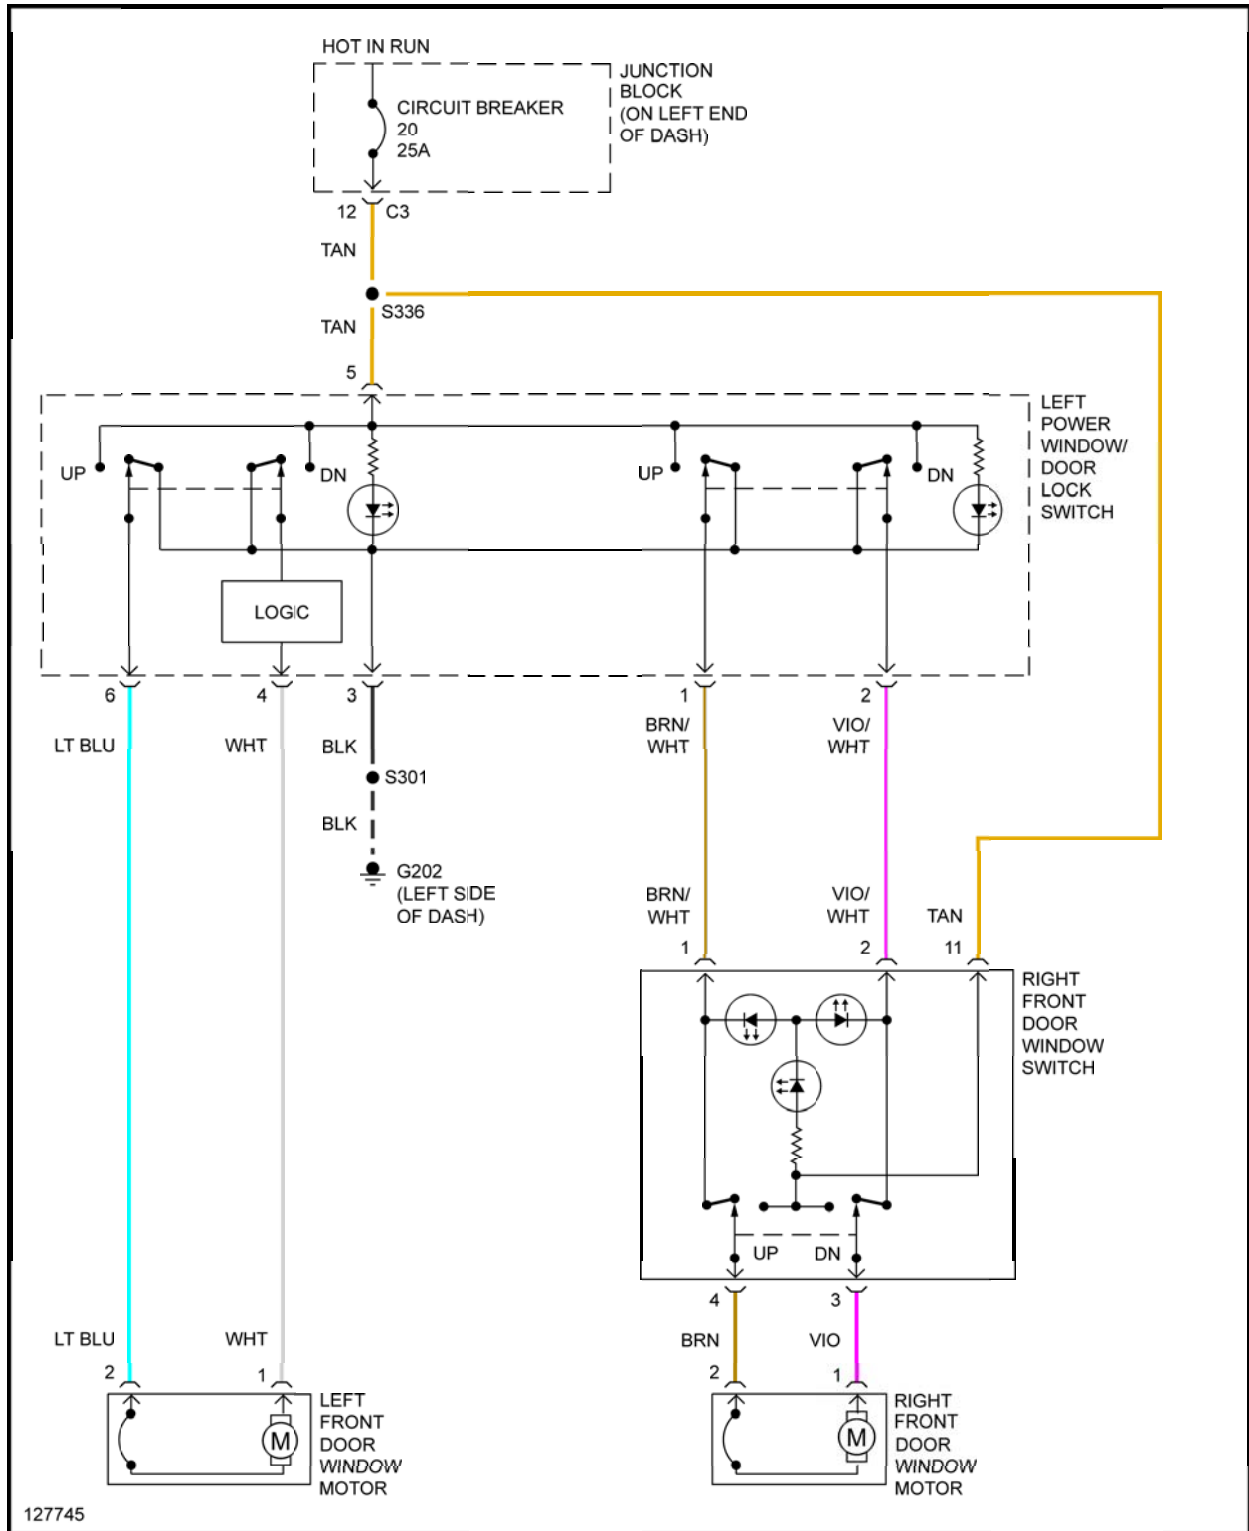 HOT IN RUN
JUNCTION
BLOCK
(ON LEFT END
OF DASH)
CIRCUIT BREAKER
20
25A
12 C3
TAN
S336
TAN
5
LEFT
POWER
WINDOW/
DOOR
LOCK
SWITCH
UP DN UP DN
LOGIC
6 4 3 1 2
LT BLU WHT BLK
BRN/
WHT
VIO/
WHT
S301
BLK
G202
(LEFT SIDE
OF DASH)
BRN/
WHT
VIO/
WHT
TAN
1 2 11
RIGHT
FRONT
DOOR
WINDOW
SWITCH
UP DN
4 3
LT BLU WHT BRN VIO
2 1 2 1
LEFT
FRONT
DOOR
WINDOW
MOTOR
M
M
RIGHT
FRONT
DOOR
WINDOW
MOTOR
127745